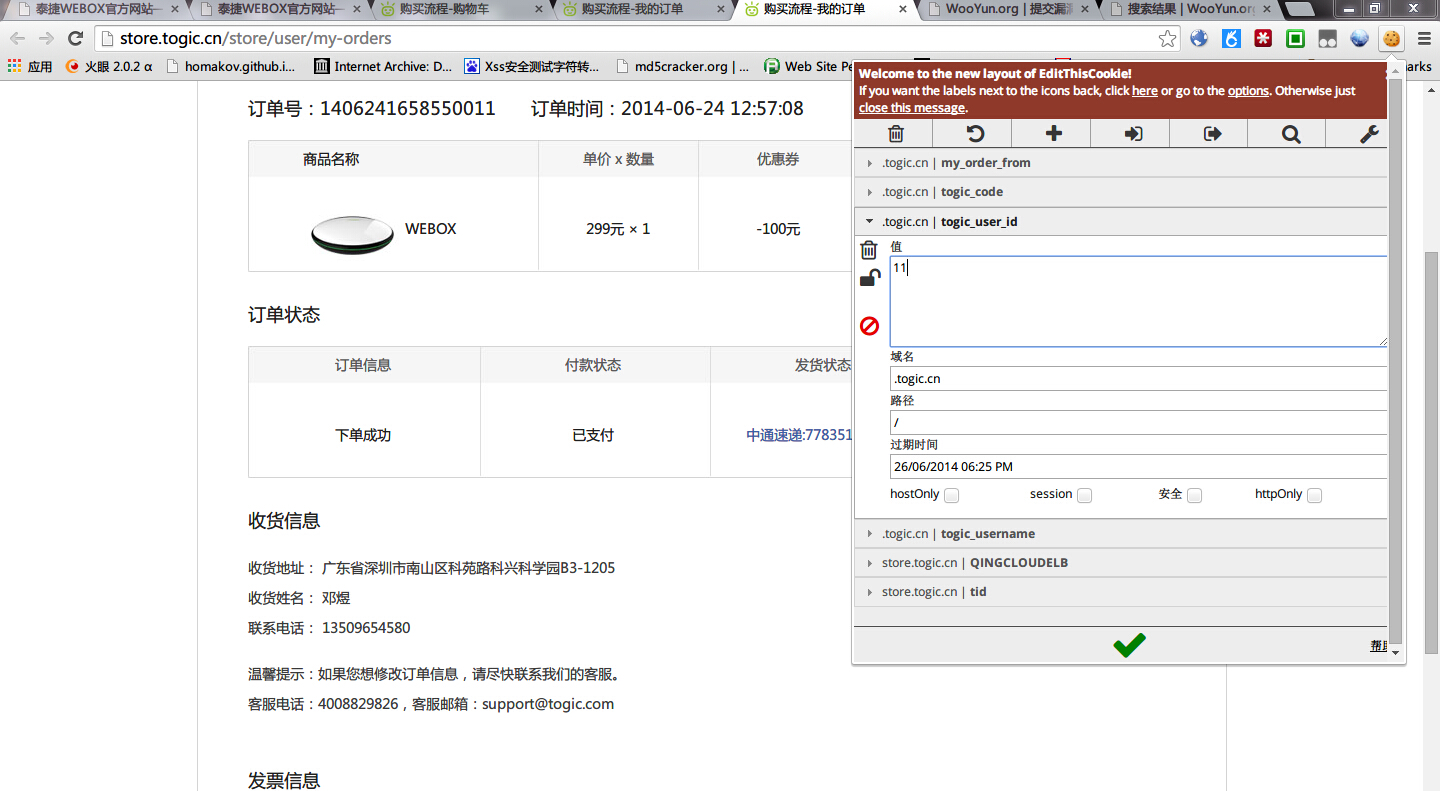 泰捷WEBOX官方网站— 泰捷WEBOX官方网站— 购买流程-购物车 购买流程-我的订单 购买流程-我的订单 WooYun.org | 提交漏洞 搜索结果 | WooYun.org
store.togic.cn/store/user/my-orders
应用 火眼 2.0.2 α homakov.github.i... Internet Archive: D... Xss安全测试字符转... md5cracker.org | ... Web Site Pe
Welcome to the new layout of EditThisCookie!
If you want the labels next to the icons back, click here or go to the options. Otherwise just
close this message.
订单号：1406241658550011 订单时间：2014-06-24 12:57:08
商品名称 单价 x 数量 优惠券
WEBOX 299元 × 1 -100元
订单状态
订单信息 付款状态 发货状态
下单成功 已支付 中通速递:778351
收货信息
收货地址： 广东省深圳市南山区科苑路科兴科学园B3-1205
收货姓名： 邓煜
联系电话： 13509654580
温馨提示：如果您想修改订单信息，请尽快联系我们的客服。
客服电话：4008829826，客服邮箱：support@togic.com
发票信息
.togic.cn | my_order_from
.togic.cn | togic_code
.togic.cn | togic_user_id
值
11
域名
.togic.cn
路径
/
过期时间
26/06/2014 06:25 PM
hostOnly session 安全 httpOnly
.togic.cn | togic_username
store.togic.cn | QINGCLOUDELB
store.togic.cn | tid